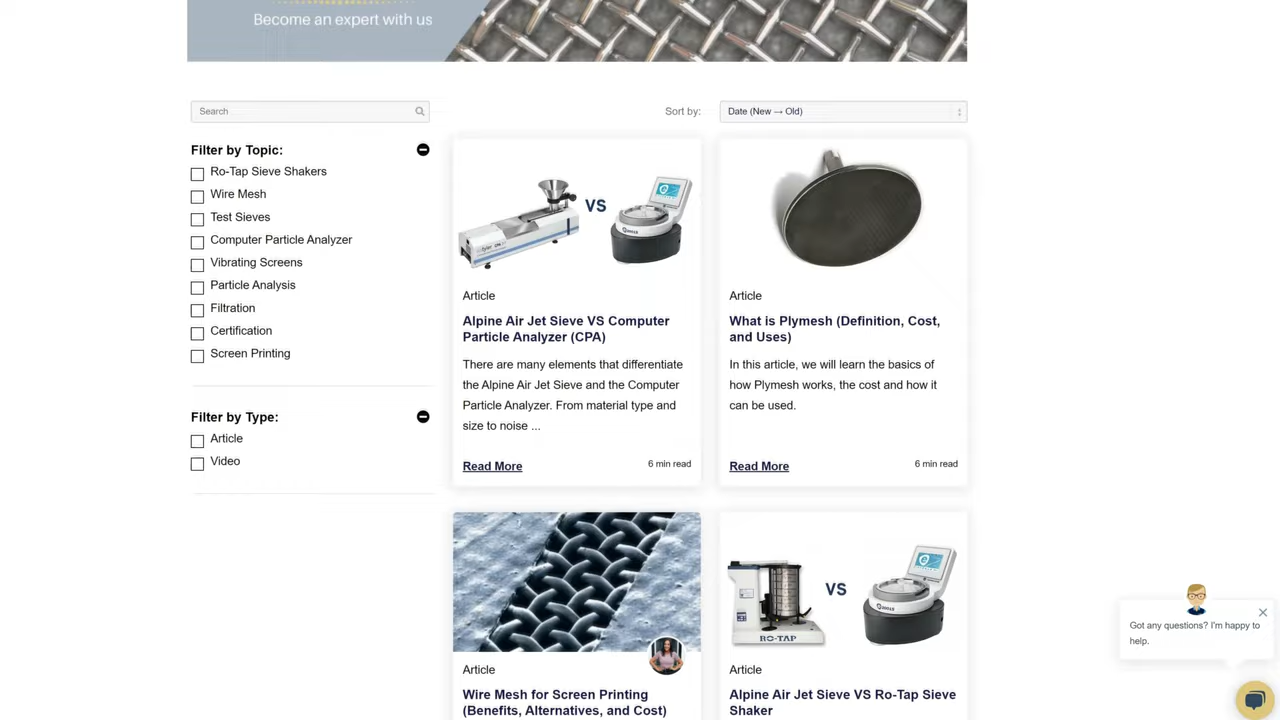 Become an expert with us
Search
Sort by:
Date (New → Old)
Filter by Topic:
Ro-Tap Sieve Shakers
Wire Mesh
Test Sieves
Computer Particle Analyzer
Vibrating Screens
Particle Analysis
Filtration
Certification
Screen Printing
Filter by Type:
Article
Video
VS
Article
Alpine Air Jet Sieve VS Computer
Particle Analyzer (CPA)
There are many elements that differentiate
the Alpine Air Jet Sieve and the Computer
Particle Analyzer. From material type and
size to noise ...
Read More
6 min read
Article
What is Plymesh (Definition, Cost,
and Uses)
In this article, we will learn the basics of
how Plymesh works, the cost and how it
can be used.
Read More
6 min read
Article
Wire Mesh for Screen Printing
(Benefits, Alternatives, and Cost)
VS
RO-TAP
Article
Alpine Air Jet Sieve VS Ro-Tap Sieve
Shaker
Got any questions? I'm happy to
help.